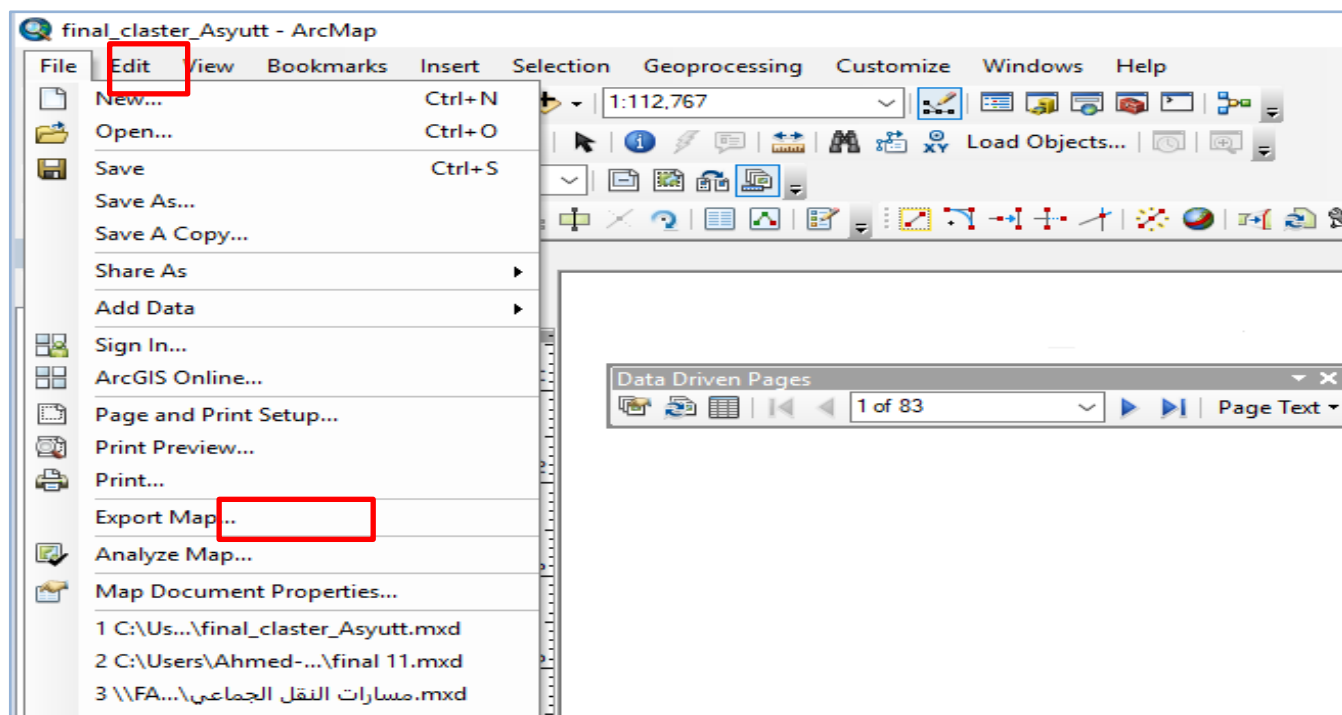 final_claster_Asyutt - ArcMap
File Edit View Bookmarks Insert Selection Geoprocessing Customize Windows Help
New... Ctrl+N
1:112,767
Open... Ctrl+O
Load Objects...
Save Ctrl+S
Save As...
Save A Copy...
Share As
Add Data
Sign In...
ArcGIS Online...
Data Driven Pages
1 of 83
Page Text
Page and Print Setup...
Print Preview...
Print...
Export Map...
Analyze Map...
Map Document Properties...
1 C:\Us...\final_claster_Asyutt.mxd
2 C:\Users\Ahmed-...\final 11.mxd
3 \\FA...\مسارات النقل الجماعي.mxd